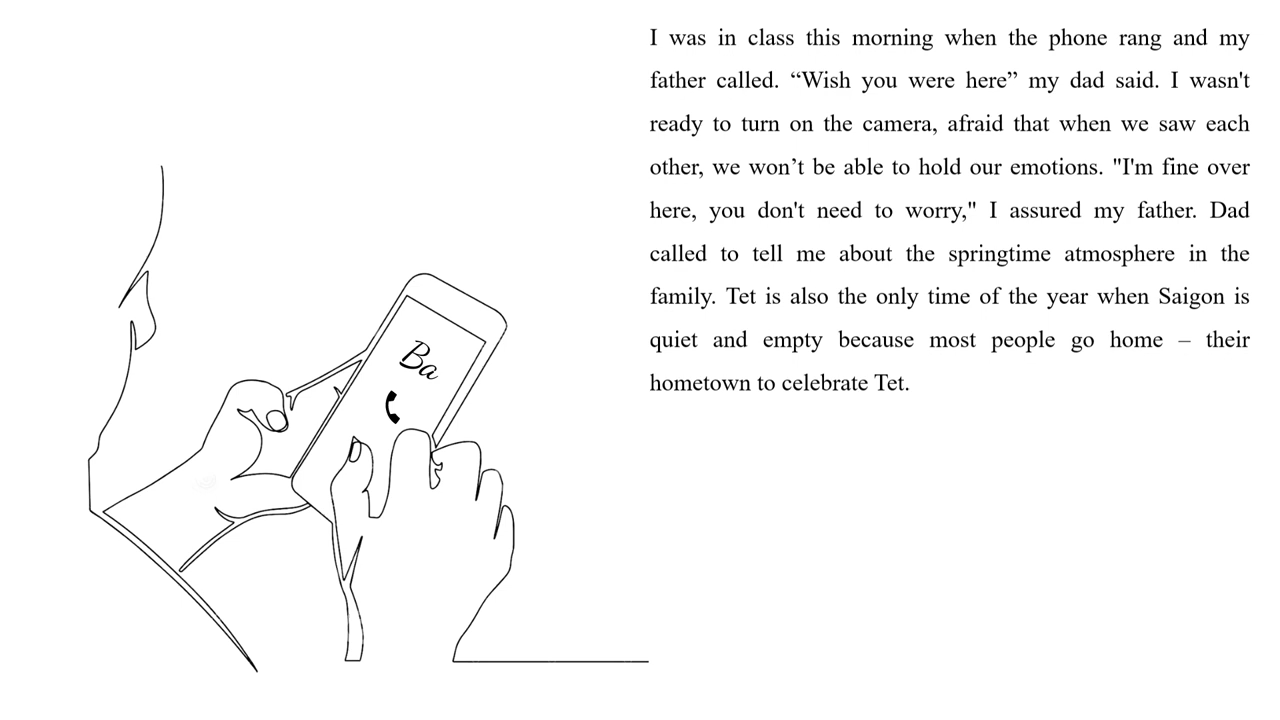 I was in class this morning when the phone rang and my
father called. “Wish you were here” my dad said. I wasn't
ready to turn on the camera, afraid that when we saw each
other, we won’t be able to hold our emotions. "I'm fine over
here, you don't need to worry," I assured my father. Dad
called to tell me about the springtime atmosphere in the
family. Tet is also the only time of the year when Saigon is
quiet and empty because most people go home – their
hometown to celebrate Tet.
Ba